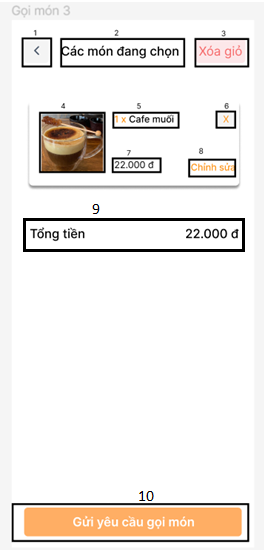 Gọi món 3
1 2 3
< Các món đang chọn Xóa giỏ
4 5 6
1 x Cafe muối X
7 8
22.000 đ Chỉnh sửa
9
Tổng tiền 22.000 đ
10
Gửi yêu cầu gọi món